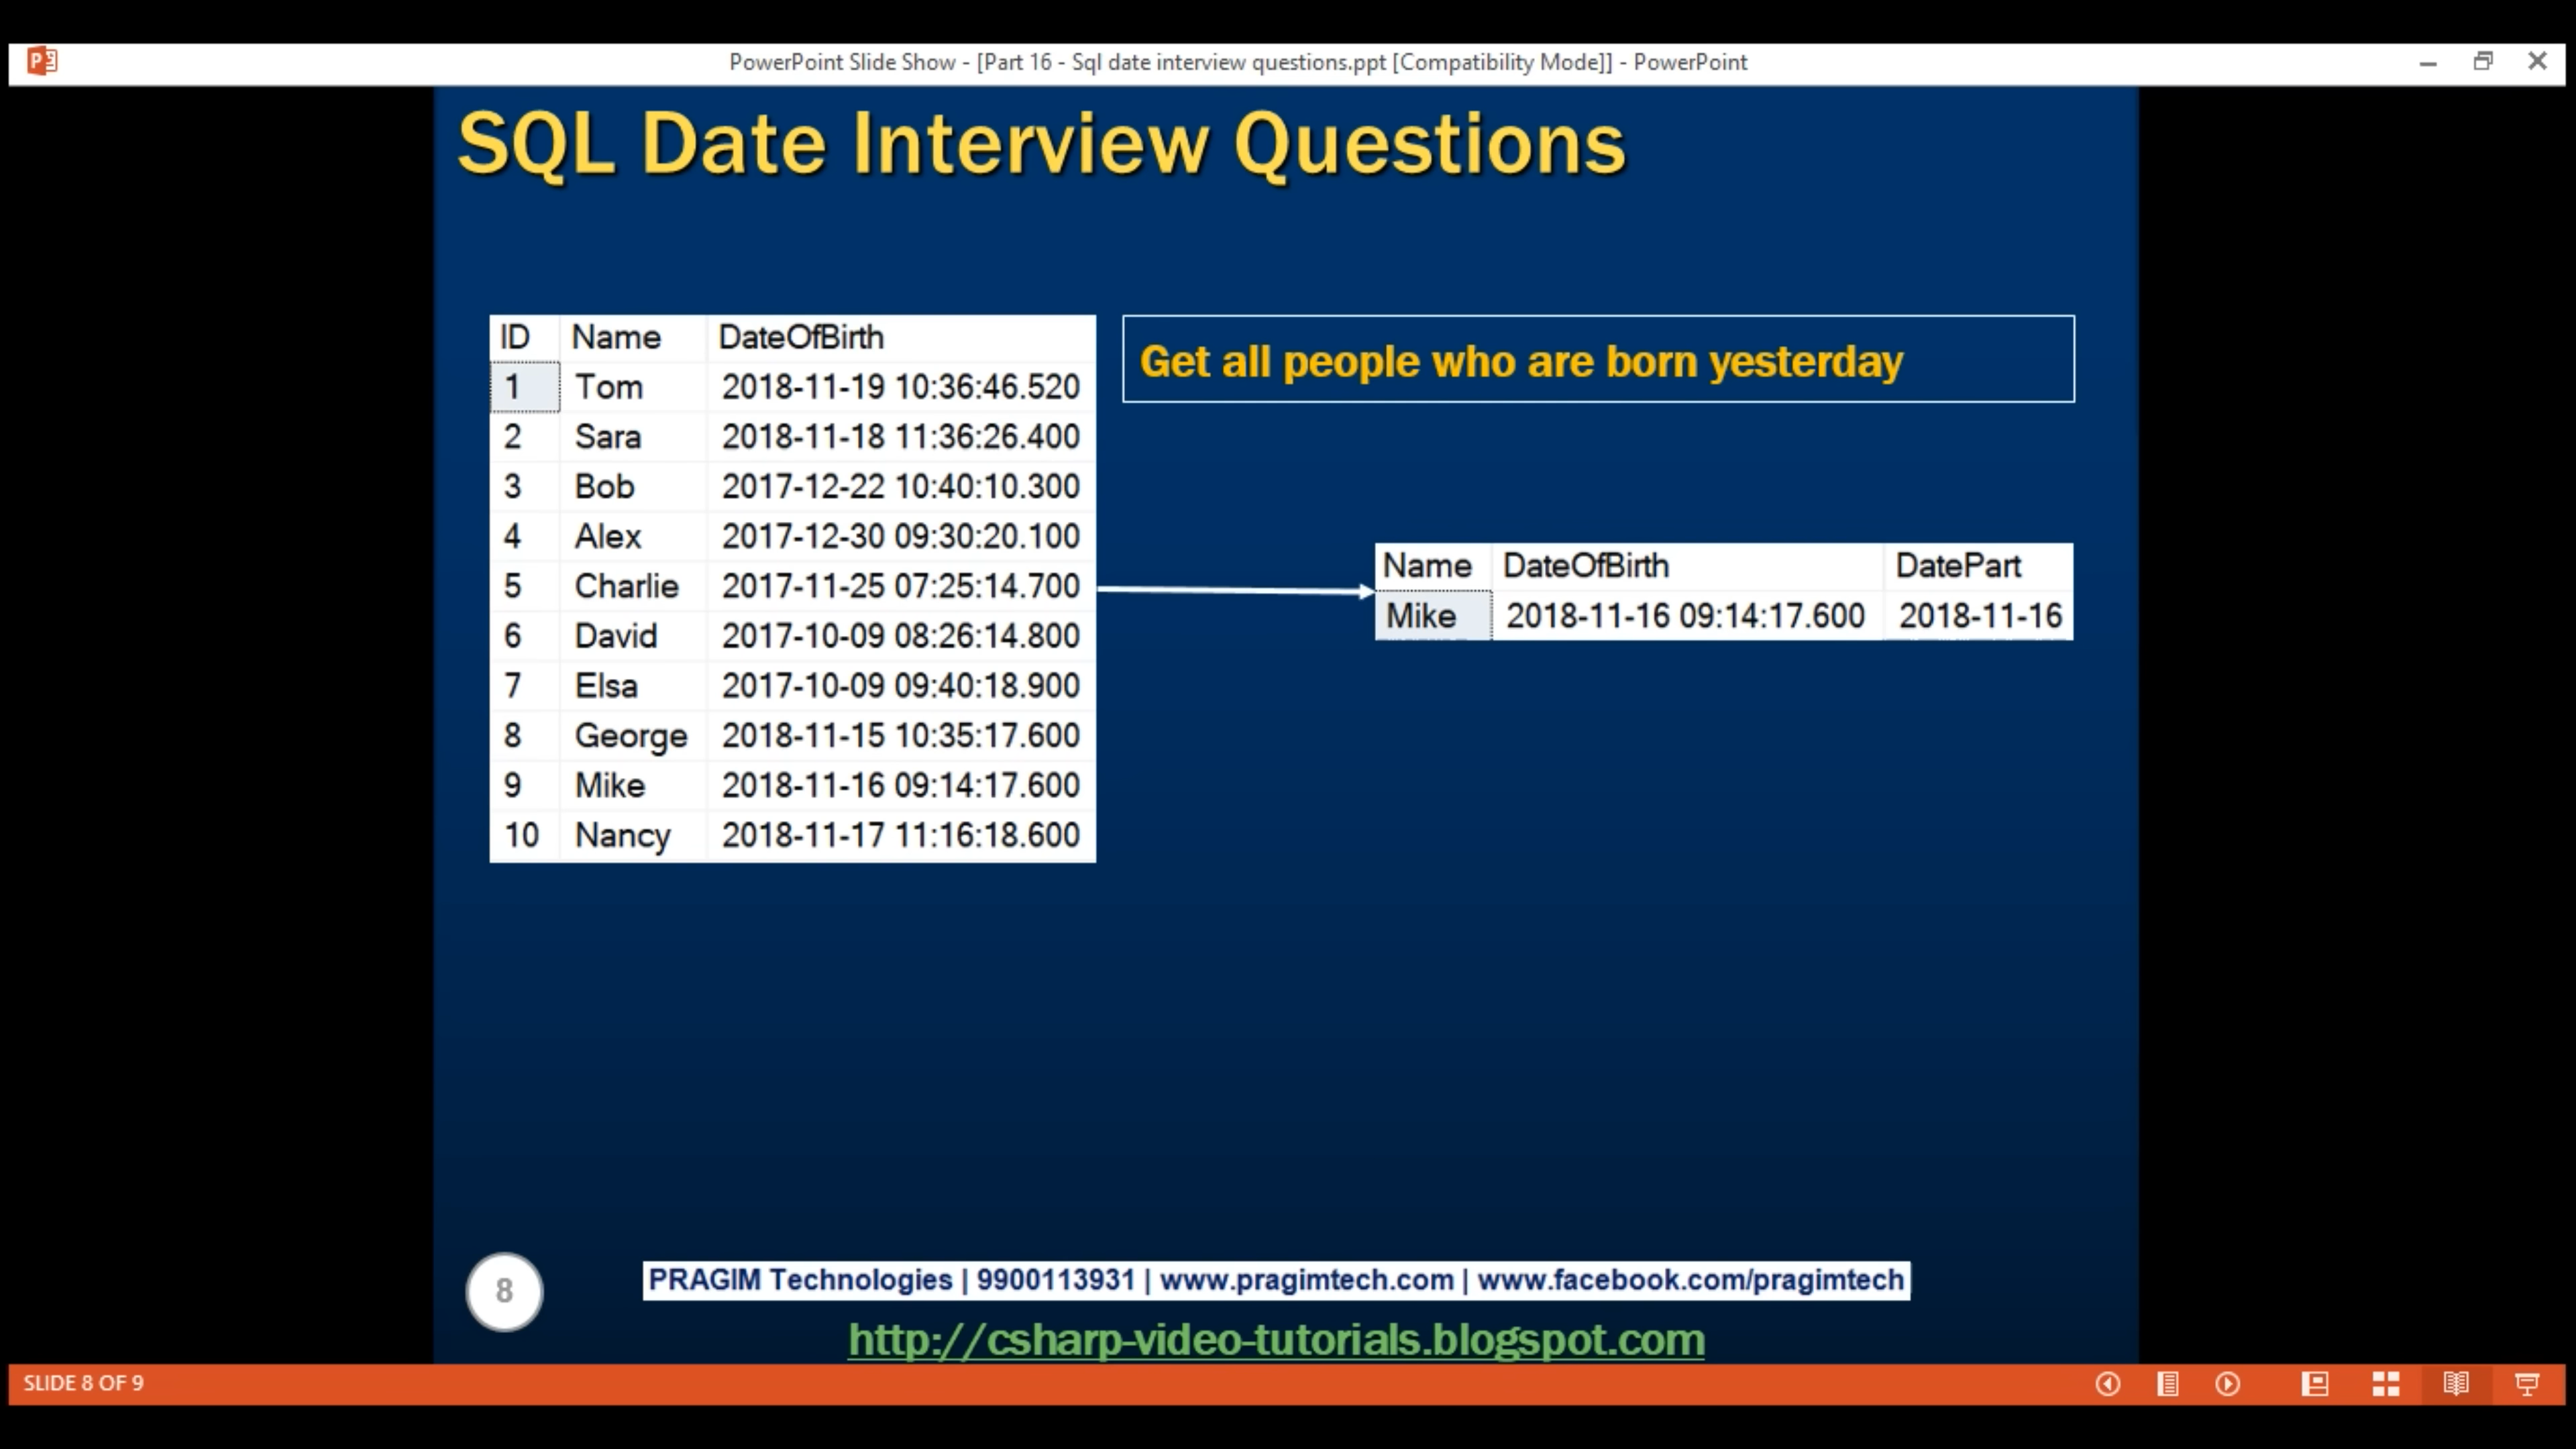 PowerPoint Slide Show - [Part 16 - Sql date interview questions.ppt [Compatibility Mode]] - PowerPoint
SQL Date Interview Questions
ID Name DateOfBirth
1 Tom 2018-11-19 10:36:46.520
2 Sara 2018-11-18 11:36:26.400
3 Bob 2017-12-22 10:40:10.300
4 Alex 2017-12-30 09:30:20.100
5 Charlie 2017-11-25 07:25:14.700
6 David 2017-10-09 08:26:14.800
7 Elsa 2017-10-09 09:40:18.900
8 George 2018-11-15 10:35:17.600
9 Mike 2018-11-16 09:14:17.600
10 Nancy 2018-11-17 11:16:18.600
Get all people who are born yesterday
Name DateOfBirth DatePart
Mike 2018-11-16 09:14:17.600 2018-11-16
8
PRAGIM Technologies | 9900113931 | www.pragimtech.com | www.facebook.com/pragimtech
http://csharp-video-tutorials.blogspot.com
SLIDE 8 OF 9